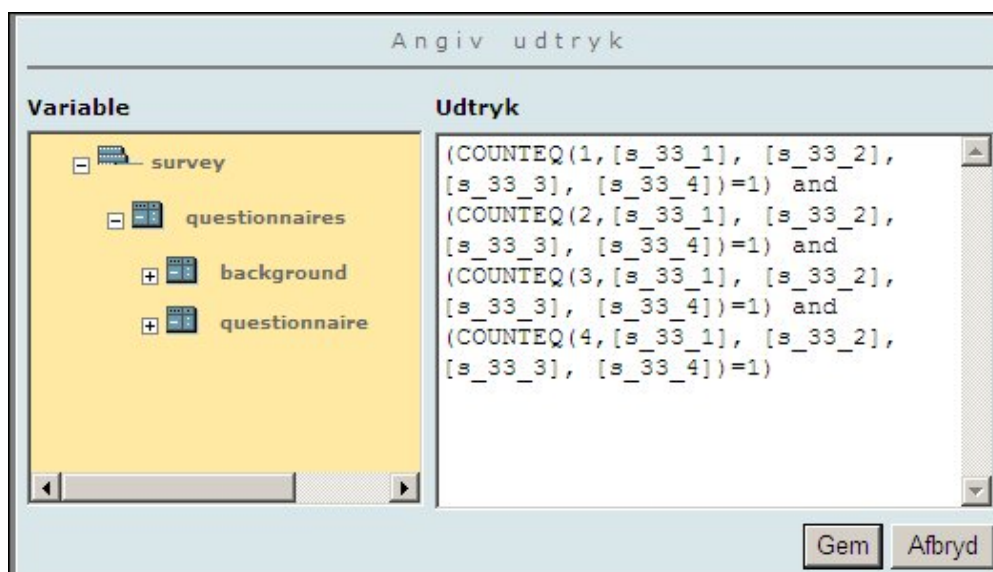 Angiv udtryk
Variable
survey
questionnaires
background
questionnaire
Udtryk
(COUNTEQ(1,[s_33_1], [s_33_2],
[s_33_3], [s_33_4])=1) and
(COUNTEQ(2,[s_33_1], [s_33_2],
[s_33_3], [s_33_4])=1) and
(COUNTEQ(3,[s_33_1], [s_33_2],
[s_33_3], [s_33_4])=1) and
(COUNTEQ(4,[s_33_1], [s_33_2],
[s_33_3], [s_33_4])=1)
Gem Afbryd